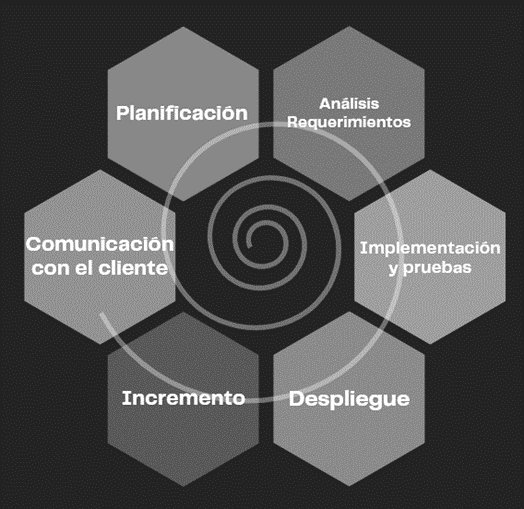 Planificación
Análisis
Requerimientos
Comunicación
con el cliente
Implementación
y pruebas
Incremento
Despliegue